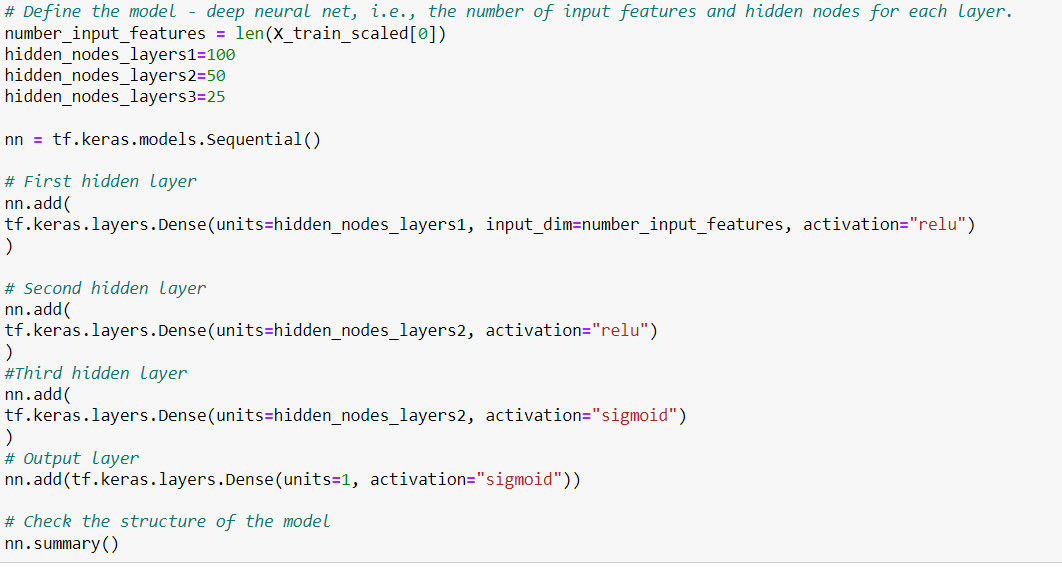 # Define the model - deep neural net, i.e., the number of input features and hidden nodes for each layer.
number_input_features = len(X_train_scaled[0])
hidden_nodes_layers1=100
hidden_nodes_layers2=50
hidden_nodes_layers3=25
nn = tf.keras.models.Sequential()
# First hidden layer
nn.add(
tf.keras.layers.Dense(units=hidden_nodes_layers1, input_dim=number_input_features, activation="relu")
)
# Second hidden layer
nn.add(
tf.keras.layers.Dense(units=hidden_nodes_layers2, activation="relu")
)
#Third hidden layer
nn.add(
tf.keras.layers.Dense(units=hidden_nodes_layers2, activation="sigmoid")
)
# Output layer
nn.add(tf.keras.layers.Dense(units=1, activation="sigmoid"))
# Check the structure of the model
nn.summary()